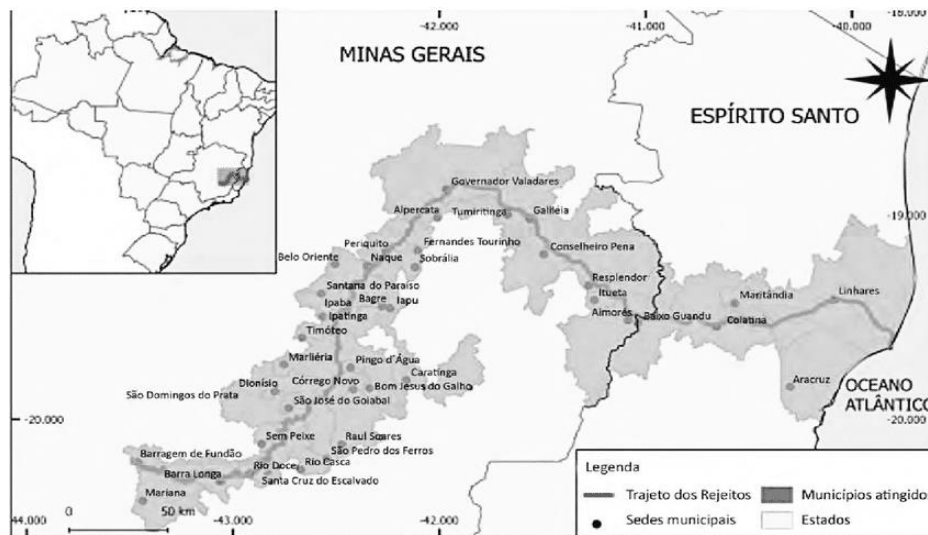 -42.000
-41.000
-40.000
MINAS GERAIS
ESPÍRITO SANTO
-19.000
Governador Valadares
Alpercata
Tumiritinga
Galiléia
Periquito
Fernandes Tourinho
Conselheiro Pena
Belo Oriente
Naque
Sobrália
Resplendor
Santana do Paraíso
Itueta
Linhares
Ipaba
Bagre
Iapu
Marilândia
Ipatinga
Aimorés
Baixo Guandu
Colatina
Timóteo
Marliéria
Pingo d'Água
Caratinga
Dionísio
Córrego Novo
Bom Jesus do Galho
Aracruz
OCEANO
ATLÂNTICO
São Domingos do Prata
São José do Goiabal
-20.000
-20.000
Sem Peixe
Raul Soares
São Pedro dos Ferros
Barragem de Fundão
Rio Casca
Barra Longa
Rio Doce
Santa Cruz do Escalvado
Mariana
Legenda
Trajeto dos Rejeitos
Municípios atingido
Sedes municipais
Estados
0
50 km
-44.000
-43.000
-42.000